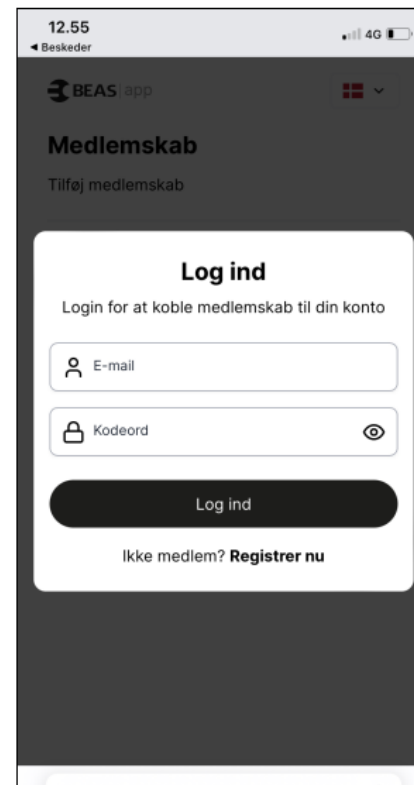 12.55
4G
◀ Beskeder
BEAS app
Medlemskab
Tilføj medlemskab
Log ind
Login for at koble medlemskab til din konto
E-mail
Kodeord
Log ind
Ikke medlem? Registrer nu